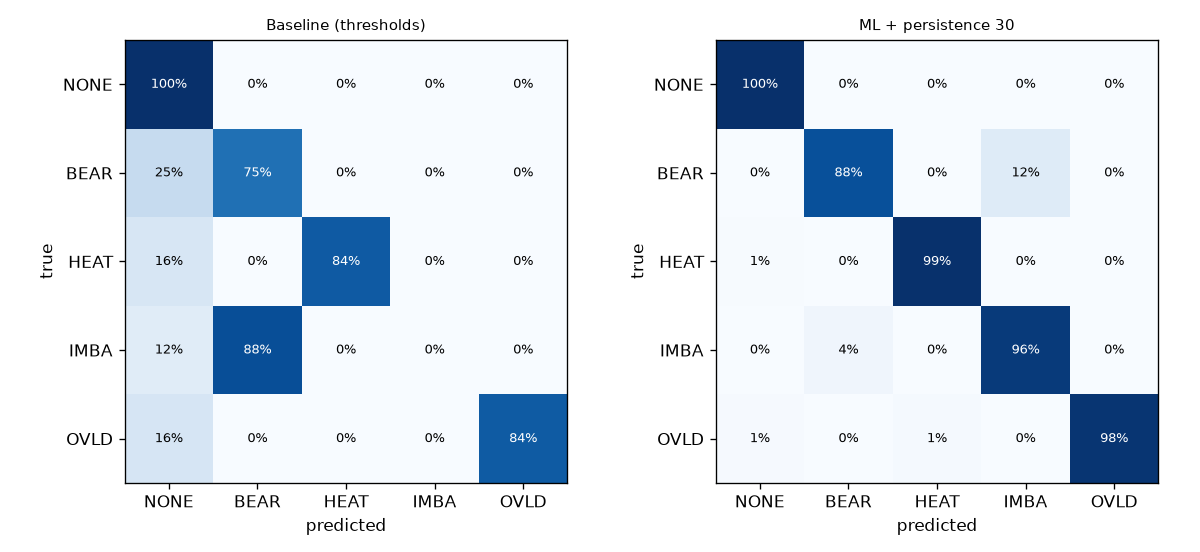 Baseline (thresholds)
NONE 100% 0% 0% 0% 0%
BEAR 25% 75% 0% 0% 0%
HEAT 16% 0% 84% 0% 0%
IMBA 12% 88% 0% 0% 0%
OVLD 16% 0% 0% 0% 84%
NONE BEAR HEAT IMBA OVLD
predicted
true
ML + persistence 30
NONE 100% 0% 0% 0% 0%
BEAR 0% 88% 0% 12% 0%
HEAT 1% 0% 99% 0% 0%
IMBA 0% 4% 0% 96% 0%
OVLD 1% 0% 1% 0% 98%
NONE BEAR HEAT IMBA OVLD
predicted
true